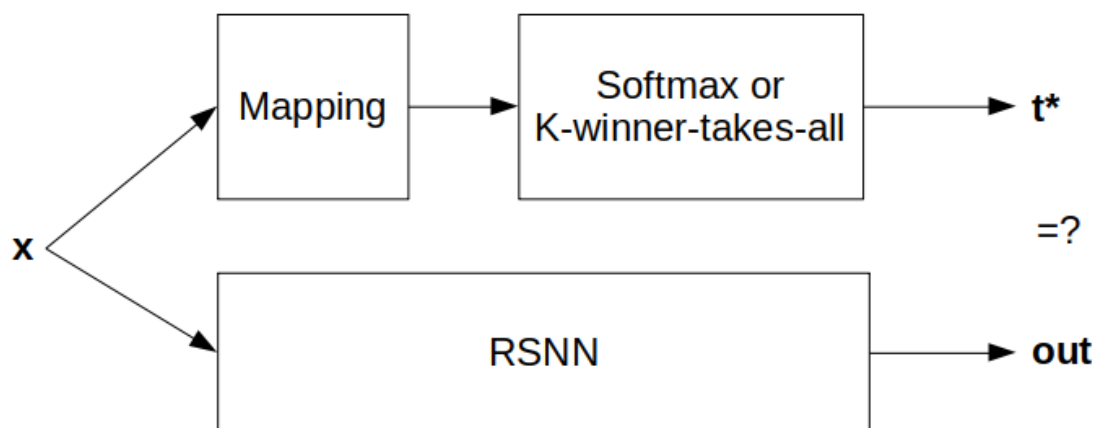 Mapping
Softmax or
K-winner-takes-all
t*
x
=?
RSNN
out